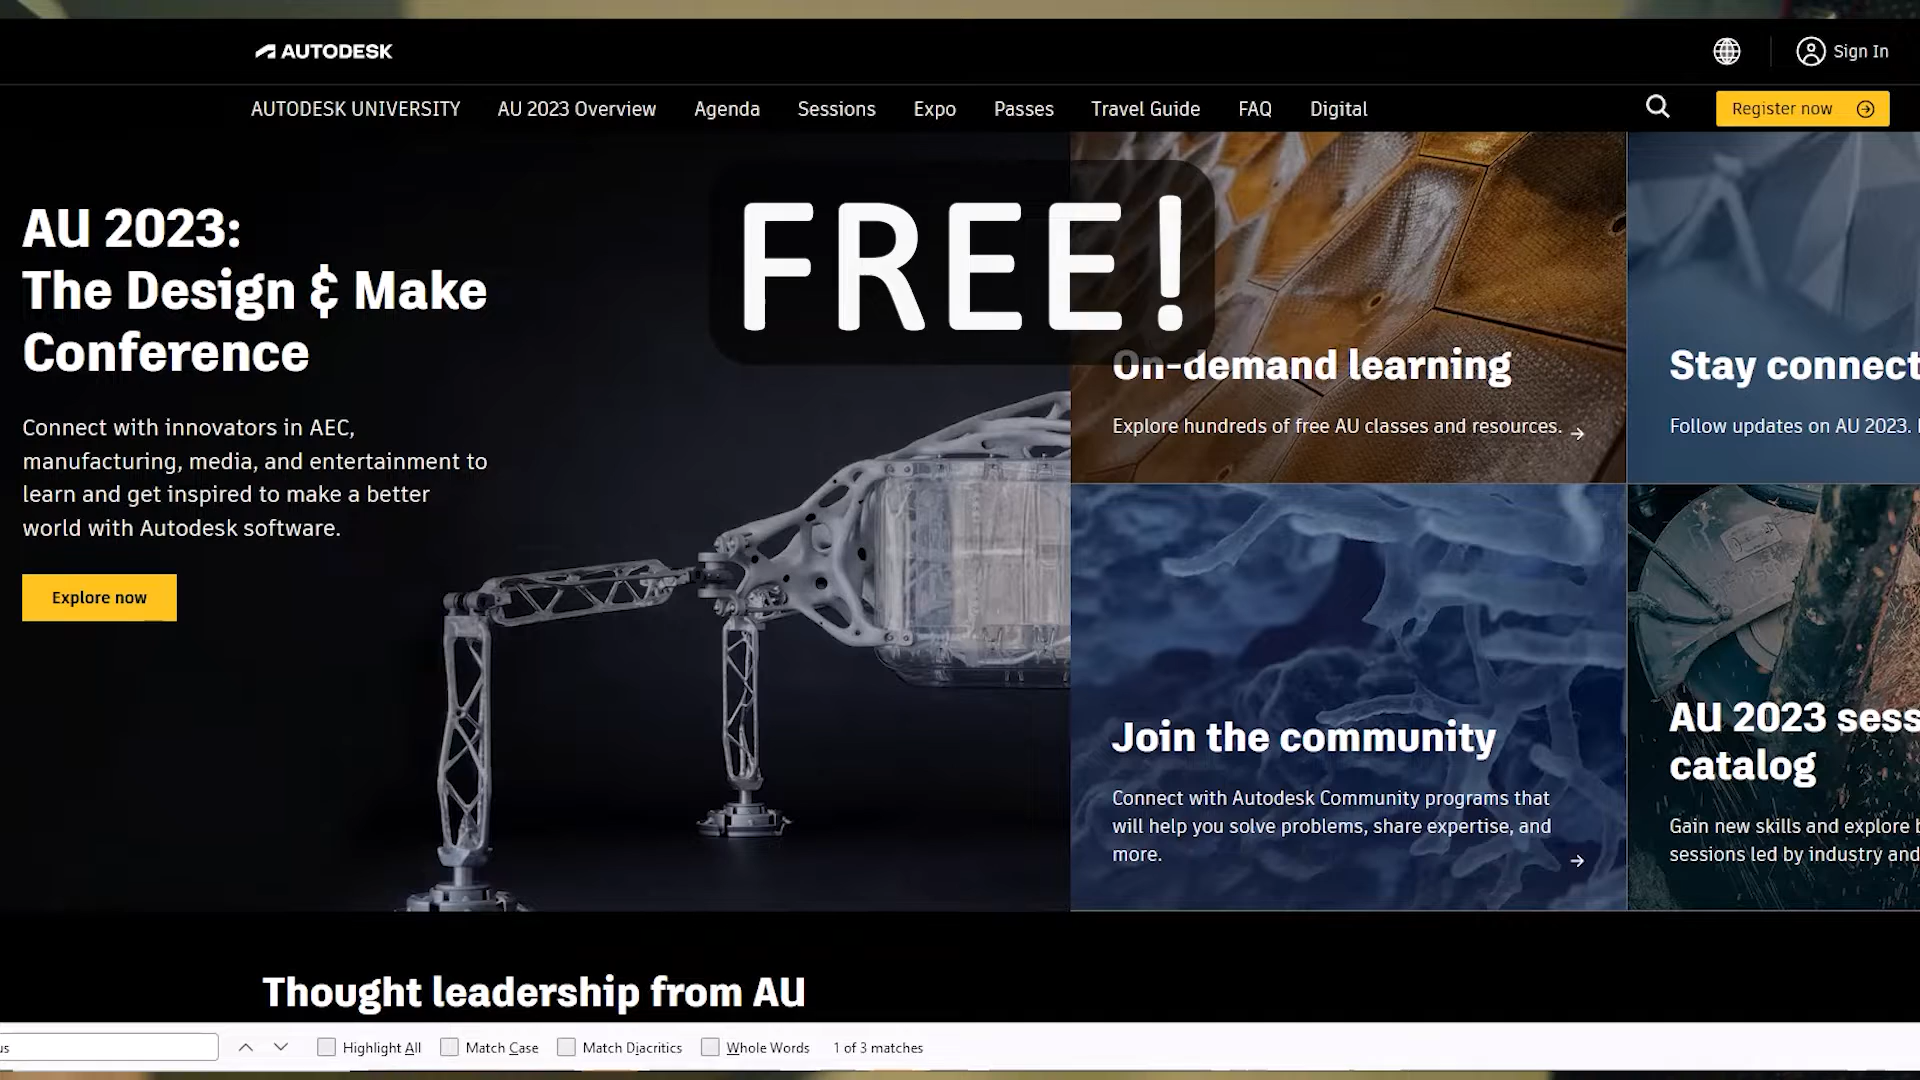 AUTODESK
Sign In
AUTODESK UNIVERSITY
AU 2023 Overview
Agenda
Sessions
Expo
Passes
Travel Guide
FAQ
Digital
Register now
FREE!
AU 2023:
The Design & Make
Conference
Connect with innovators in AEC,
manufacturing, media, and entertainment to
learn and get inspired to make a better
world with Autodesk software.
Explore now
On-demand learning
Explore hundreds of free AU classes and resources.
Stay connect
Follow updates on AU 2023.
Join the community
Connect with Autodesk Community programs that
will help you solve problems, share expertise, and
more.
AU 2023 sess
catalog
Gain new skills and explore b
sessions led by industry and
Thought leadership from AU
us
Highlight All
Match Case
Match Diacritics
Whole Words
1 of 3 matches